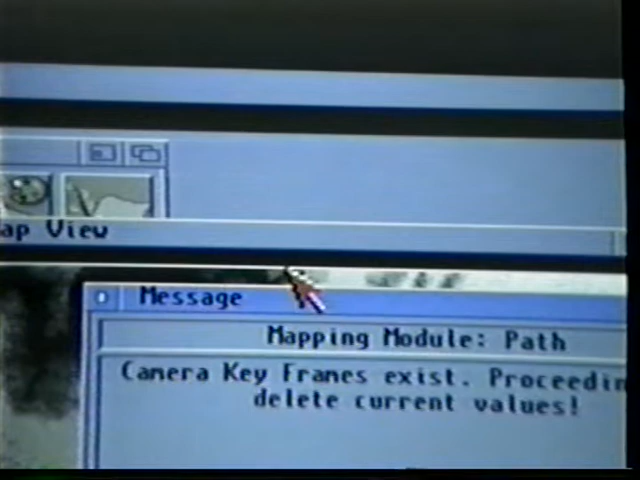 ap View
Message
Mapping Module: Path
Camera Key Frames exist. Proceedin
delete current values!